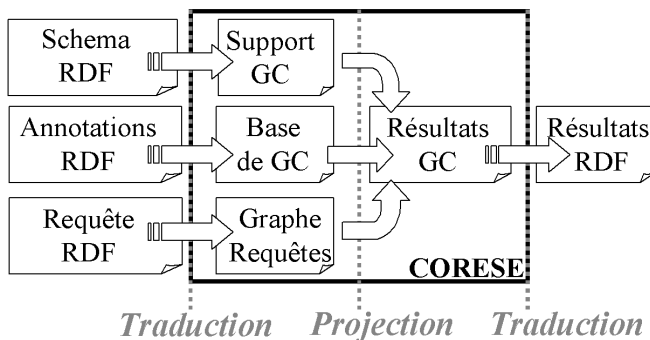 Schema
RDF
Support
GC
Annotations
RDF
Base
de GC
Résultats
GC
Résultats
RDF
Requête
RDF
Graphe
Requêtes
CORESE
Traduction
Projection
Traduction